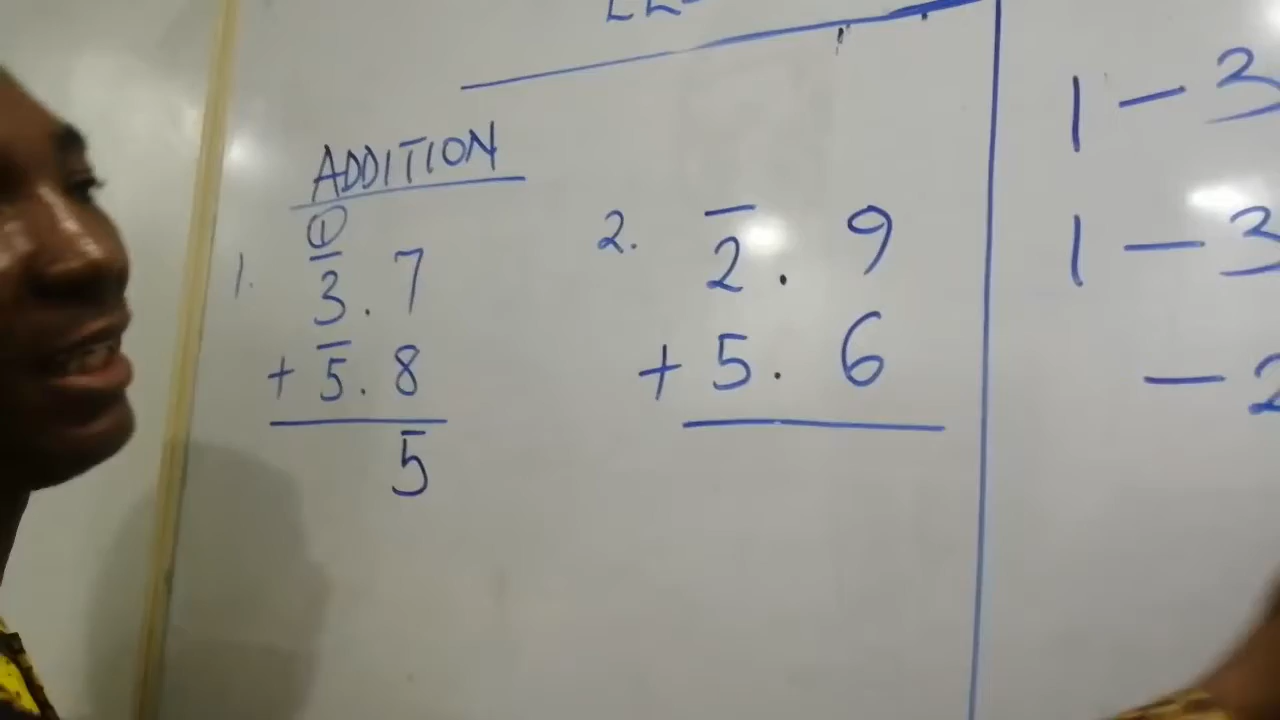 ADDITION
①
1. 3̅ . 7
+ 5̅ . 8
5
2. 2̅ . 9
+ 5 . 6
1 - 3
1 - 3
- 2